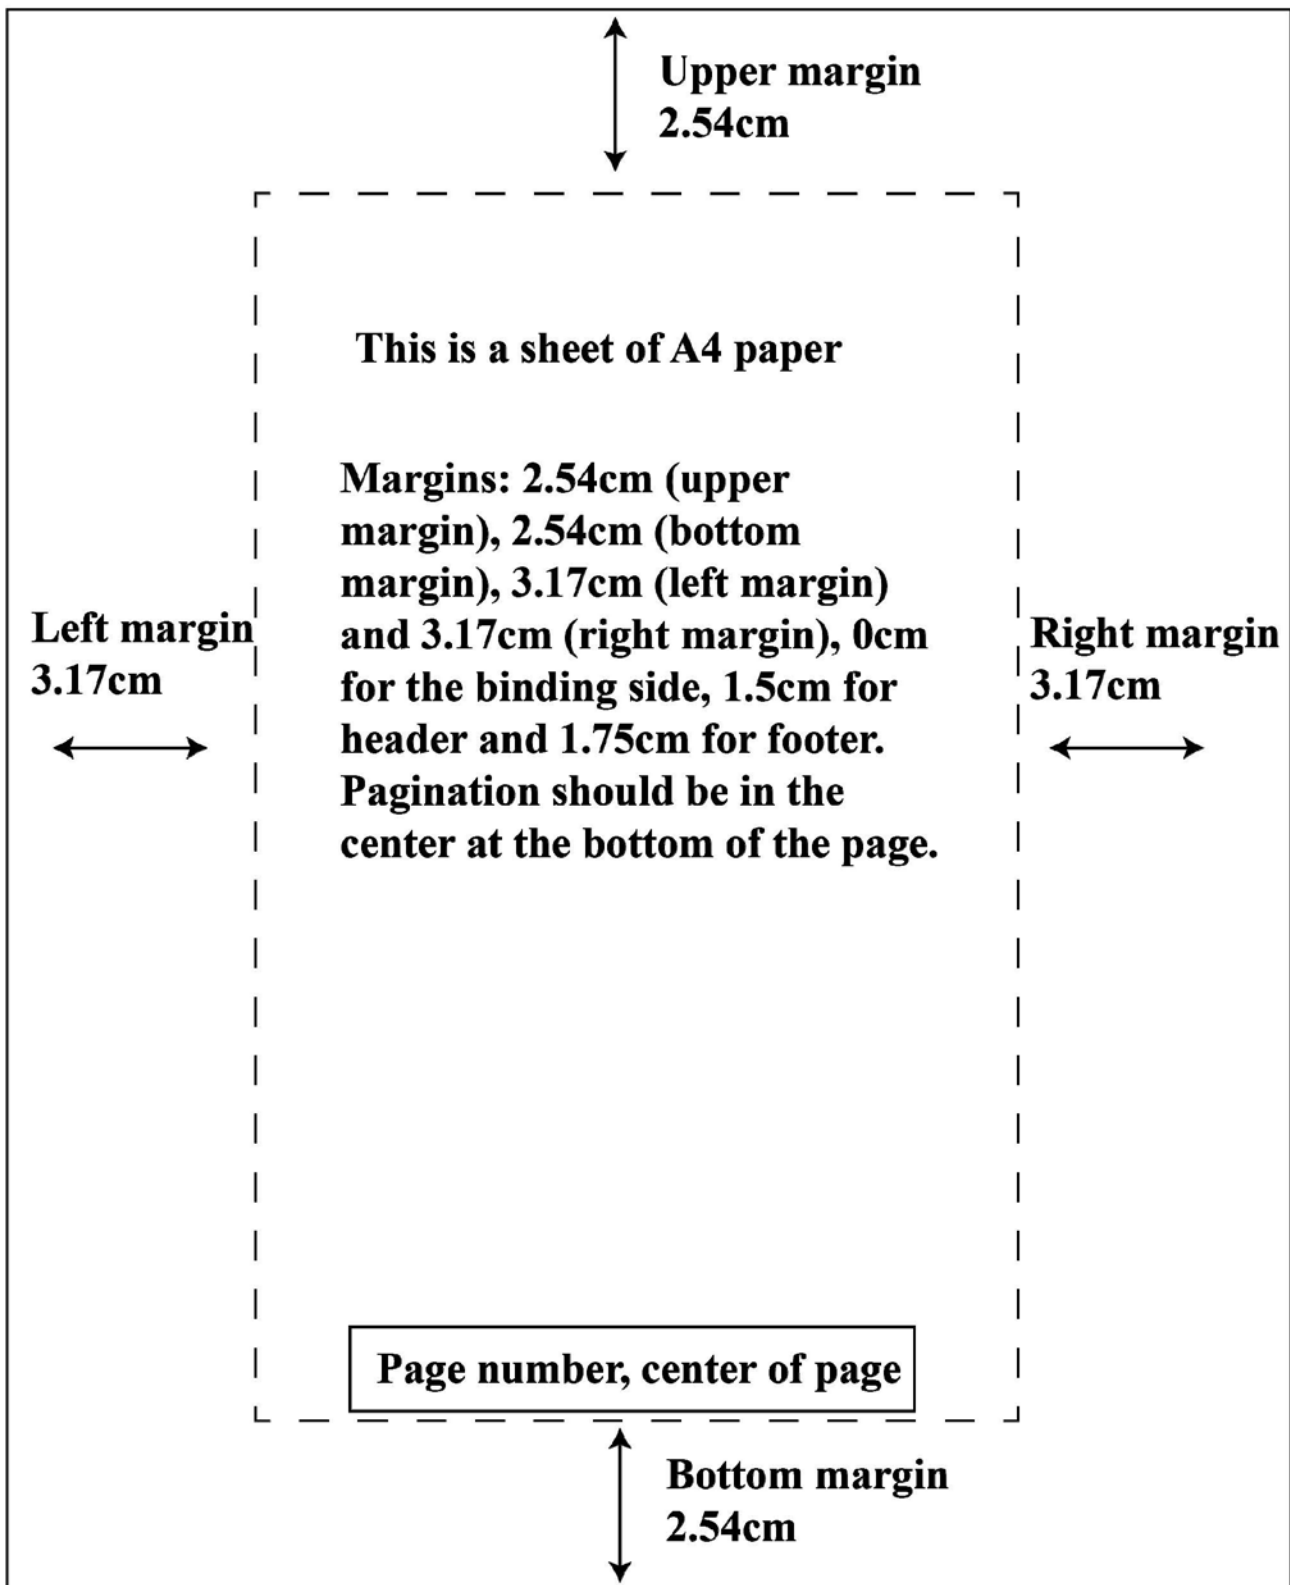 Upper margin
2.54cm
This is a sheet of A4 paper
Margins: 2.54cm (upper
margin), 2.54cm (bottom
margin), 3.17cm (left margin)
and 3.17cm (right margin), 0cm
for the binding side, 1.5cm for
header and 1.75cm for footer.
Pagination should be in the
center at the bottom of the page.
Left margin
3.17cm
Right margin
3.17cm
Page number, center of page
Bottom margin
2.54cm